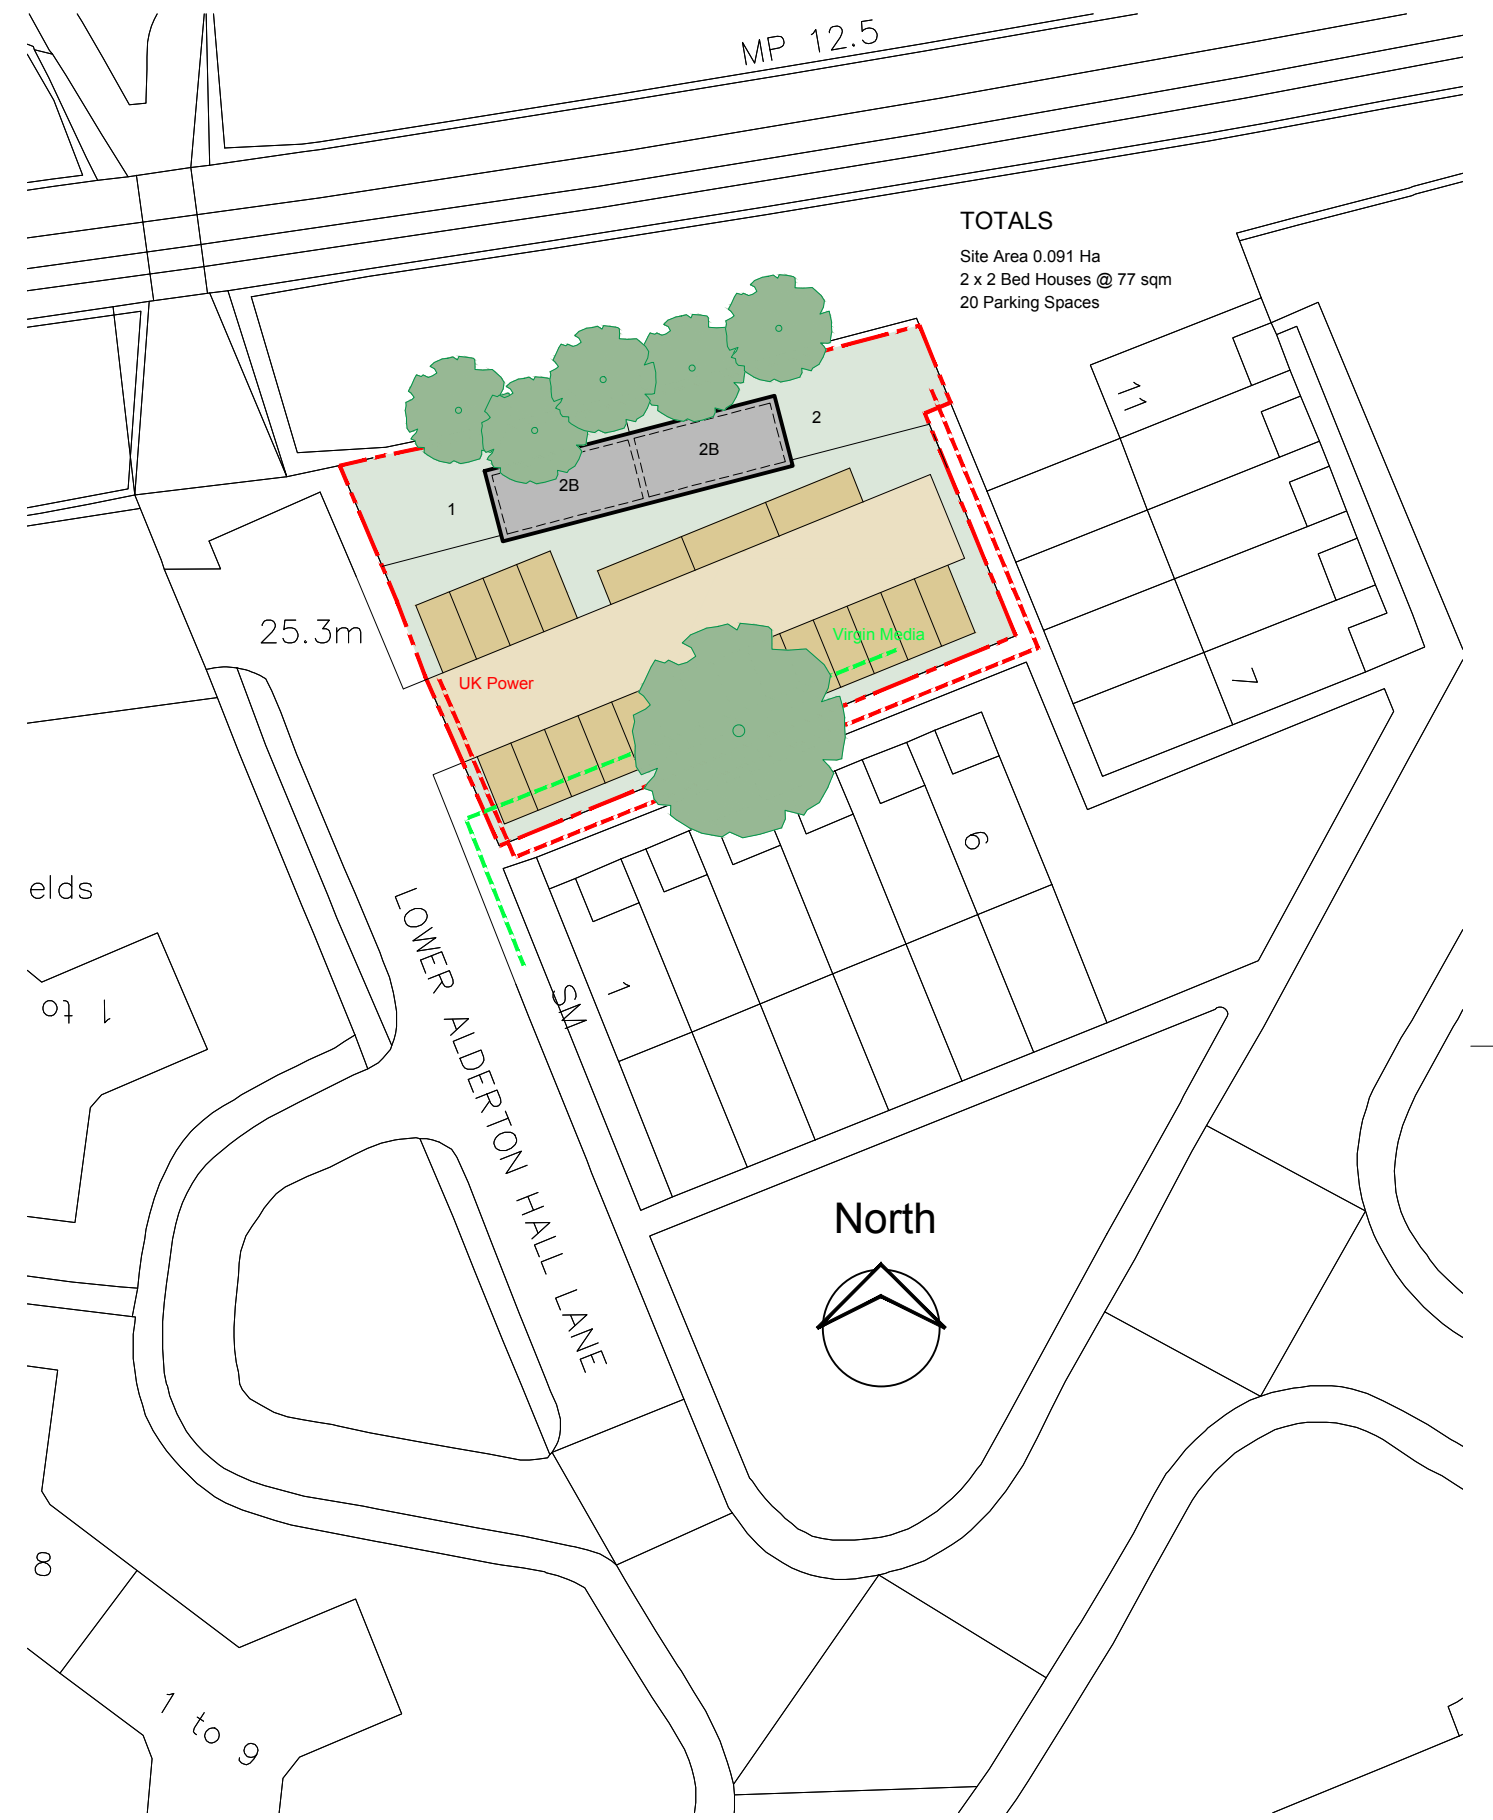 MP 12.5
TOTALS
Site Area 0.091 Ha
2 x 2 Bed Houses @ 77 sqm
20 Parking Spaces
11
2
2B
2B
1
25.3m
Virgin Media
UK Power
7
6
elds
LOWER ALDERTON HALL LANE
SM
1
1 to
North
8
1 to 9